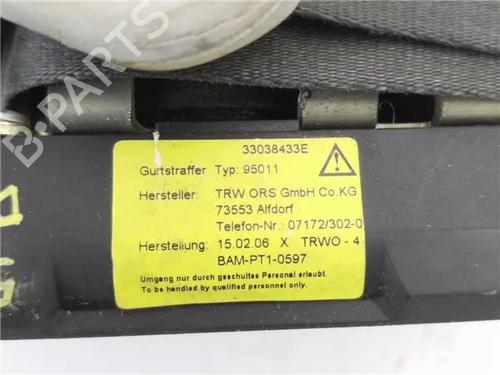 33038433E
Gurtstraffer Typ: 95011
Hersteller: TRW ORS GmbH Co.KG
73553 Alfdorf
Telefon-Nr.: 07172/302-0
Herstellung: 15.02.06 X TRWO - 4
BAM-PT1-0597
Umgang nur durch geschultes Personal erlaubt.
To be handled by qualified personnel only.
B-PARTS